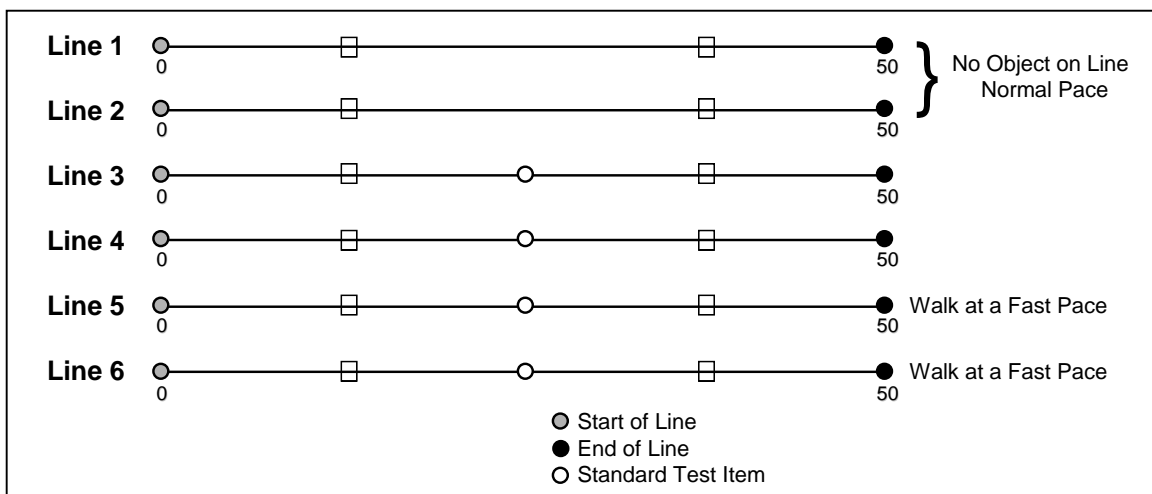 Line 1
0
50
No Object on Line
Normal Pace
Line 2
0
50
Line 3
0
50
Line 4
0
50
Line 5
0
50
Walk at a Fast Pace
Line 6
0
50
Walk at a Fast Pace
Start of Line
End of Line
Standard Test Item